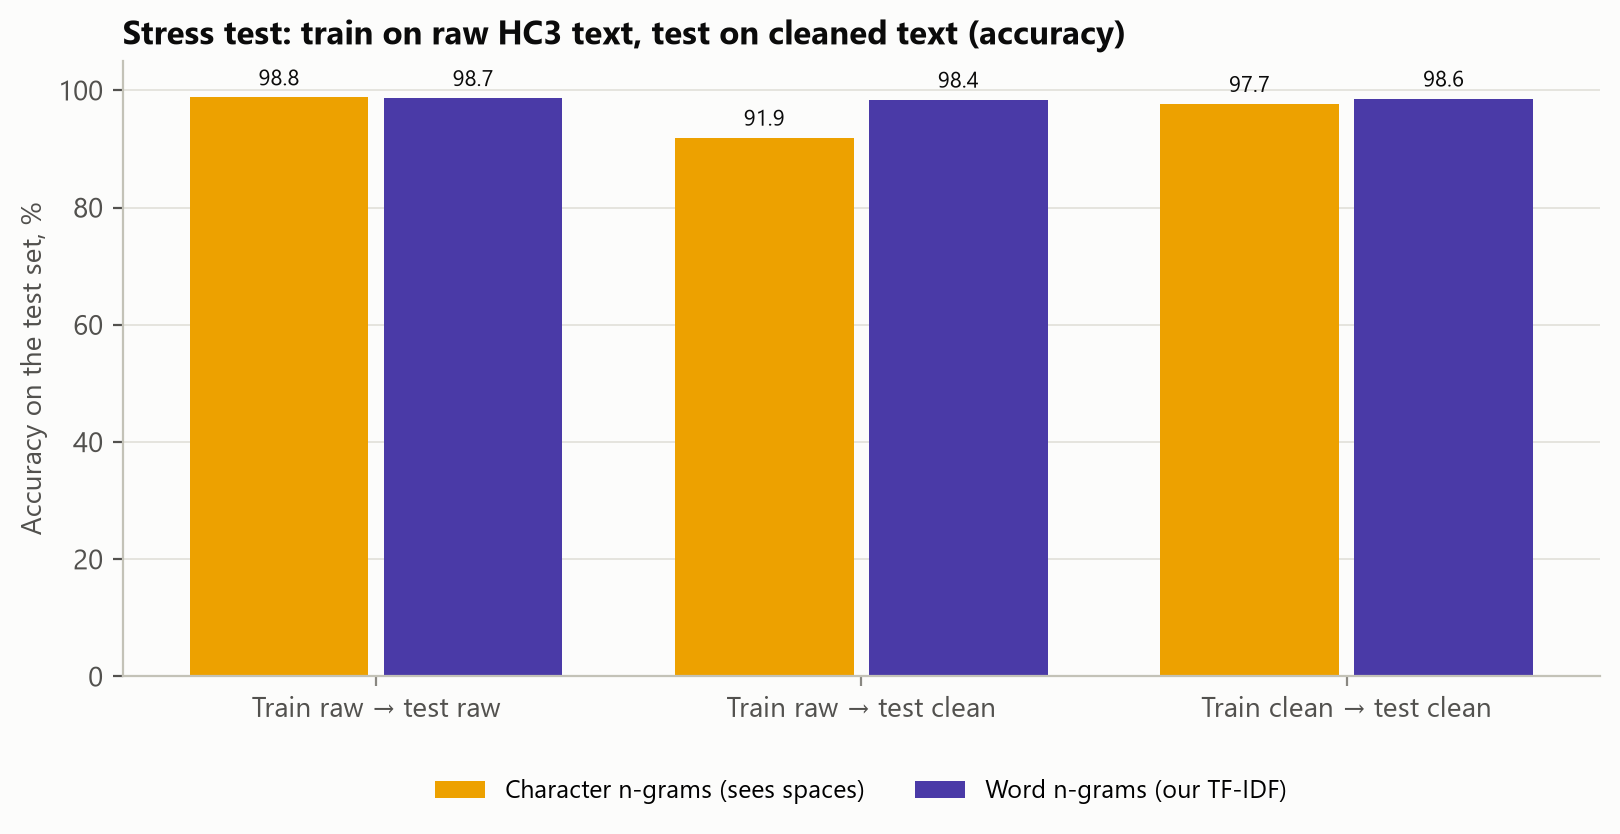 Stress test: train on raw HC3 text, test on cleaned text (accuracy)
98.8
98.7
91.9
98.4
97.7
98.6
100
80
60
40
20
0
Accuracy on the test set, %
Train raw → test raw
Train raw → test clean
Train clean → test clean
Character n-grams (sees spaces)
Word n-grams (our TF-IDF)